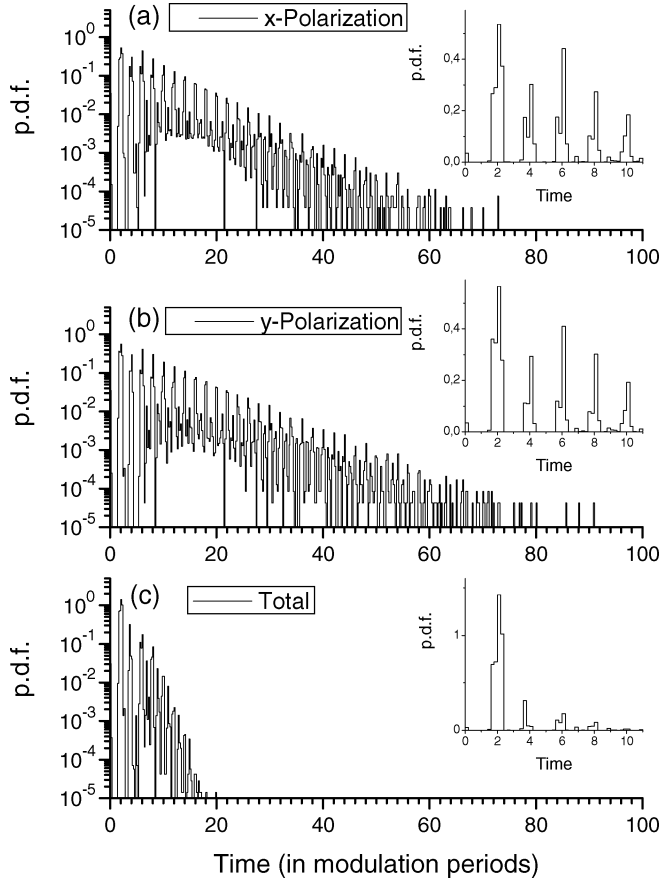 (a)
x-Polarization
p.d.f.
10^0
10^-1
10^-2
10^-3
10^-4
10^-5
0 20 40 60 80 100
p.d.f.
0,4
0,2
0,0
0 2 4 6 8 10
Time
(b)
y-Polarization
p.d.f.
10^0
10^-1
10^-2
10^-3
10^-4
10^-5
0 20 40 60 80 100
p.d.f.
0,4
0,2
0,0
0 2 4 6 8 10
Time
(c)
Total
p.d.f.
10^0
10^-1
10^-2
10^-3
10^-4
10^-5
0 20 40 60 80 100
p.d.f.
1
0
0 2 4 6 8 10
Time
Time (in modulation periods)